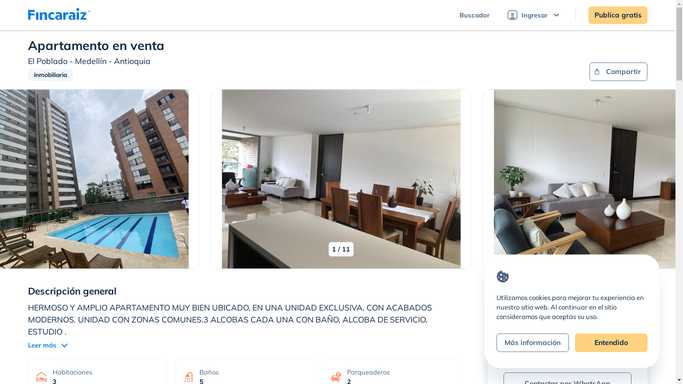 Fincaraiz
Buscador
Ingresar
Publica gratis
Apartamento en venta
El Poblado - Medellín - Antioquia
Inmobiliaria
Compartir
1 / 11
Descripción general
HERMOSO Y AMPLIO APARTAMENTO MUY BIEN UBICADO, EN UNA UNIDAD EXCLUSIVA, CON ACABADOS
MODERNOS. UNIDAD CON ZONAS COMUNES.3 ALCOBAS CADA UNA CON BAÑO, ALCOBA DE SERVICIO,
ESTUDIO .
Leer más
Habitaciones
3
Baños
5
Parqueaderos
2
Utilizamos cookies para mejorar tu experiencia en
nuestro sitio web. Al continuar en el sitio
consideramos que aceptas su uso.
Más información
Entendido
Contactar por WhatsApp